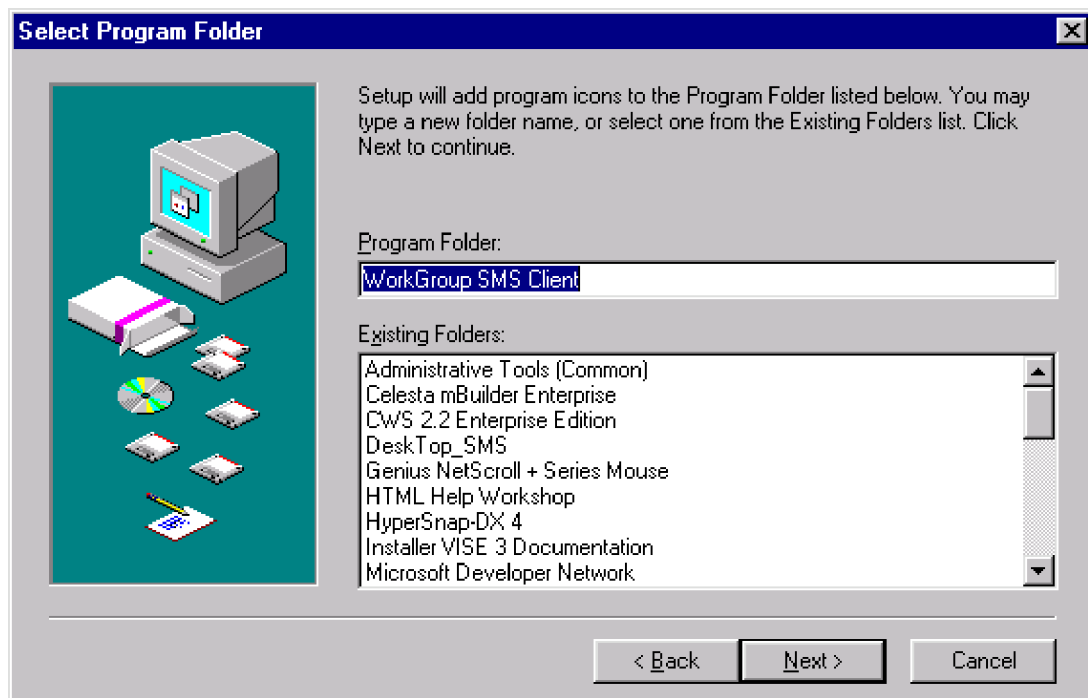 Select Program Folder
Setup will add program icons to the Program Folder listed below. You may
type a new folder name, or select one from the Existing Folders list. Click
Next to continue.
Program Folder:
WorkGroup SMS Client
Existing Folders:
Administrative Tools (Common)
Celesta mBuilder Enterprise
CWS 2.2 Enterprise Edition
DeskTop_SMS
Genius NetScroll + Series Mouse
HTML Help Workshop
HyperSnap-DX 4
Installer VISE 3 Documentation
Microsoft Developer Network
< Back
Next >
Cancel